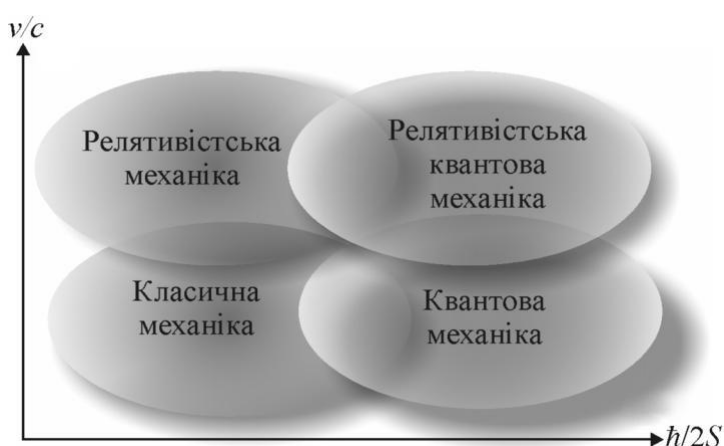 v/c
Релятивістська
механіка
Релятивістська
квантова
механіка
Класична
механіка
Квантова
механіка
ħ/2S